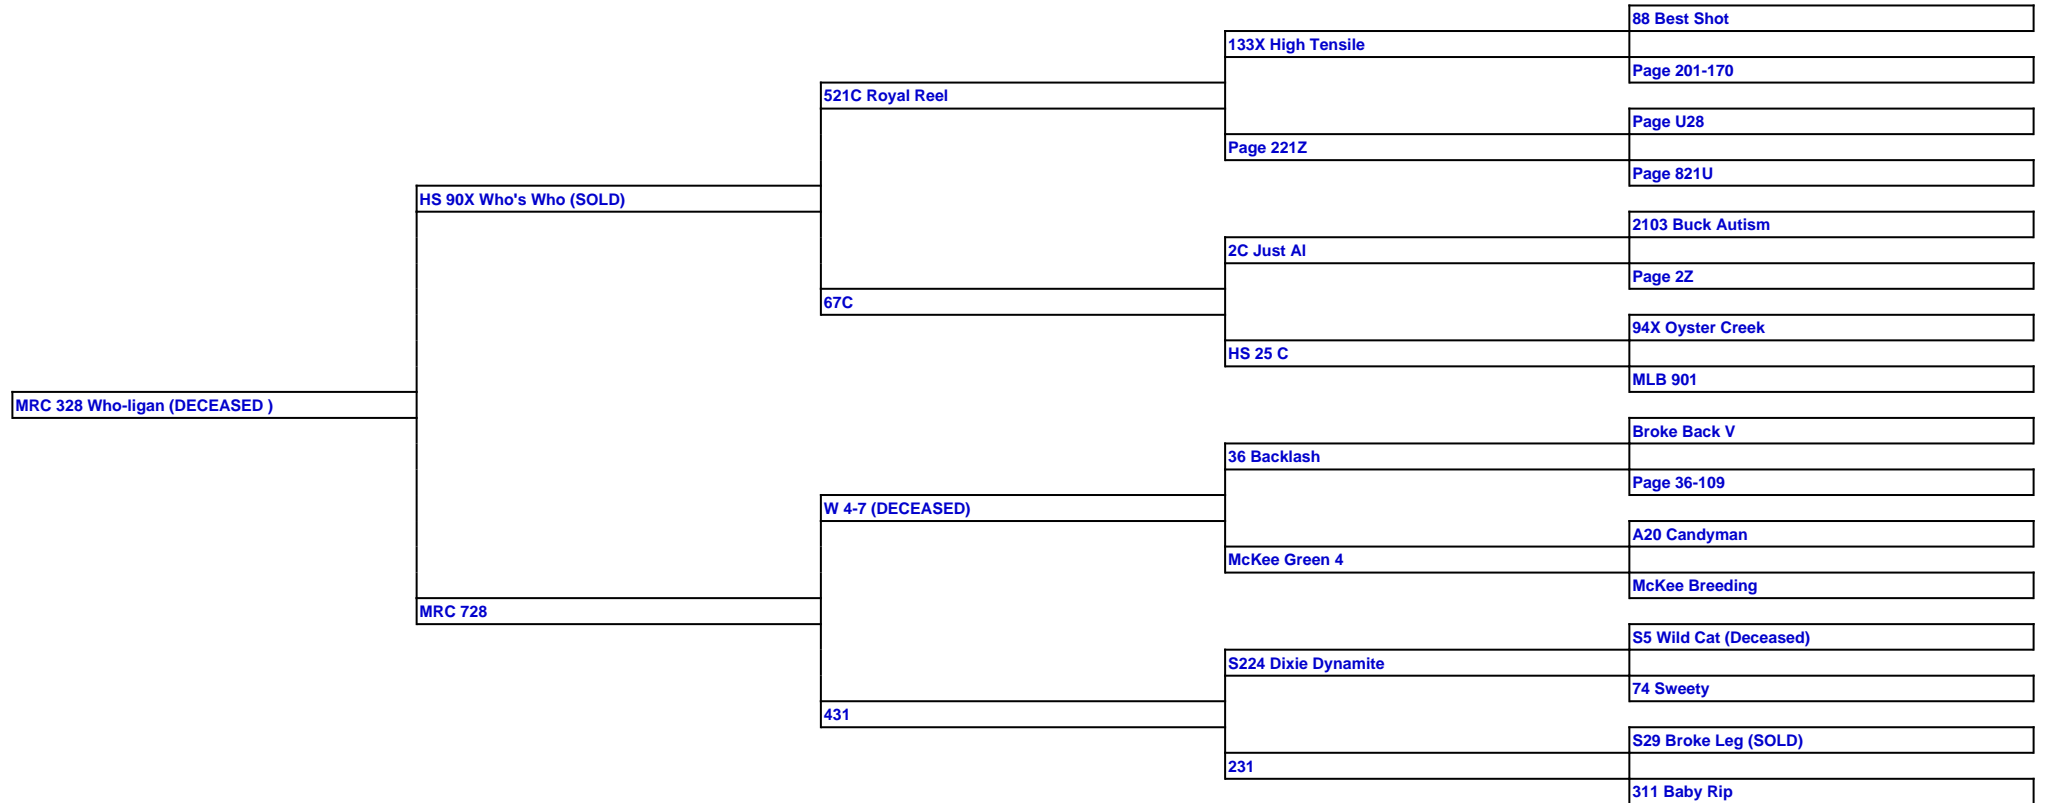 88 Best Shot
133X High Tensile
Page 201-170
521C Royal Reel
Page U28
Page 221Z
Page 821U
HS 90X Who's Who (SOLD)
2103 Buck Autism
2C Just AI
Page 2Z
67C
94X Oyster Creek
HS 25 C
MLB 901
MRC 328 Who-ligan (DECEASED )
Broke Back V
36 Backlash
Page 36-109
W 4-7 (DECEASED)
A20 Candyman
McKee Green 4
McKee Breeding
MRC 728
S5 Wild Cat (Deceased)
S224 Dixie Dynamite
74 Sweety
431
S29 Broke Leg (SOLD)
231
311 Baby Rip